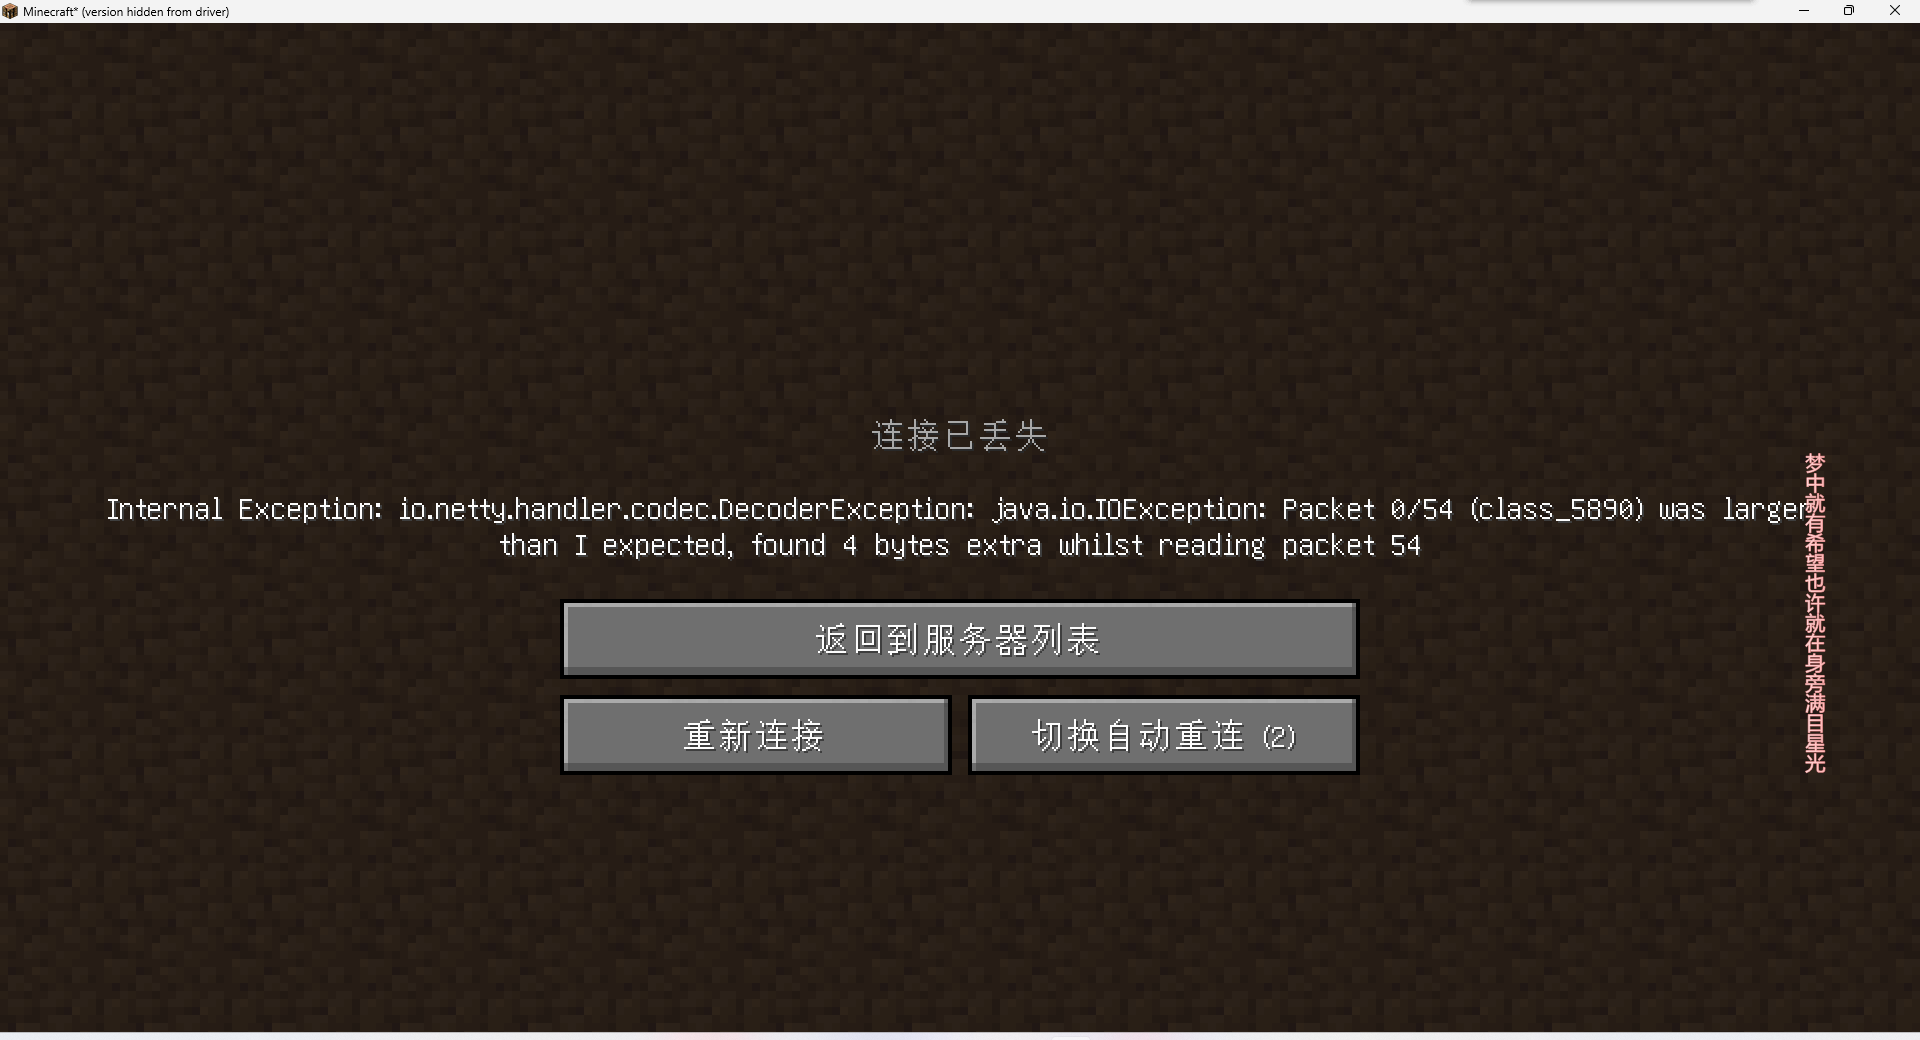 Minecraft* (version hidden from driver)
连接已丢失
Internal Exception: io.netty.handler.codec.DecoderException: java.io.IOException: Packet 0/54 (class_5890) was larger
than I expected, found 4 bytes extra whilst reading packet 54
返回到服务器列表
重新连接
切换自动重连 (2)
梦中就有希望也许就在身旁满目星光